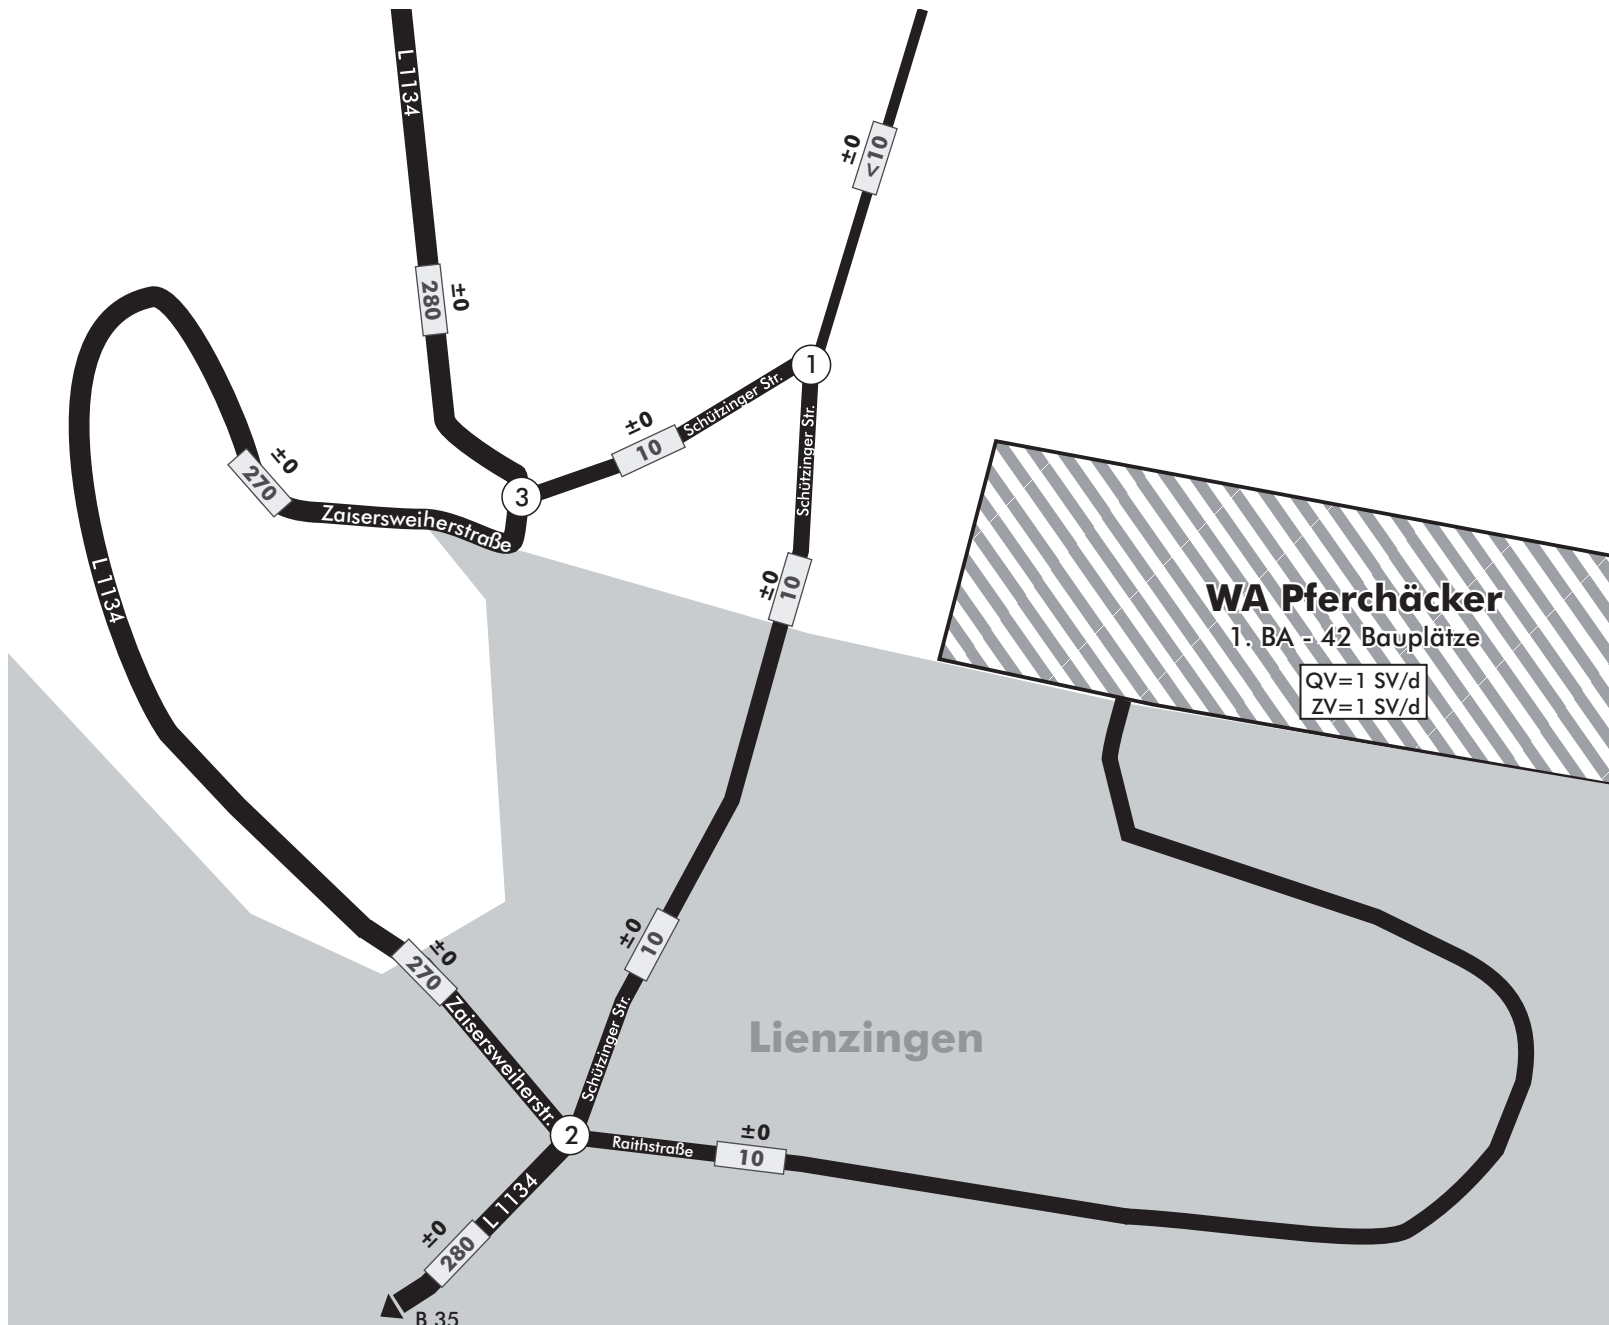 L 1134
±0
<10
280
±0
1
±0
10
Schützinger Str.
±0
270
3
Schützinger Str.
Zaisersweiherstraße
L 1134
±0
10
WA Pferchäcker
1. BA - 42 Bauplätze
QV=1 SV/d
ZV=1 SV/d
±0
10
±0
270
Zaisersweiherstr.
Schützinger Str.
Lienzingen
2
Raithstraße
±0
10
L 1134
±0
280
B 35